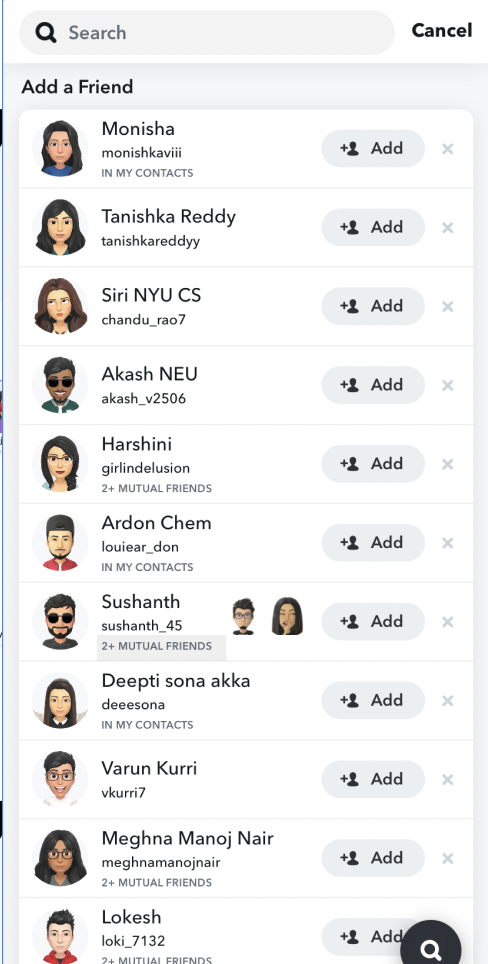 Search
Cancel
Add a Friend
Monisha
monishkaviii
IN MY CONTACTS
Add
Tanishka Reddy
tanishkareddyy
Add
Siri NYU CS
chandu_rao7
Add
Akash NEU
akash_v2506
Add
Harshini
girlindelusion
2+ MUTUAL FRIENDS
Add
Ardon Chem
louiear_don
IN MY CONTACTS
Add
Sushanth
sushanth_45
2+ MUTUAL FRIENDS
Add
Deepti sona akka
deeesona
IN MY CONTACTS
Add
Varun Kurri
vkurri7
Add
Meghna Manoj Nair
meghnamanojnair
2+ MUTUAL FRIENDS
Add
Lokesh
loki_7132
2+ MUTUAL FRIENDS
Add